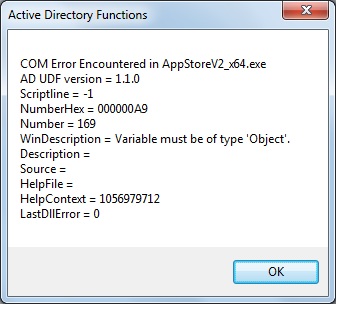 Active Directory Functions
COM Error Encountered in AppStoreV2_x64.exe
AD UDF version = 1.1.0
Scriptline = -1
NumberHex = 000000A9
Number = 169
WinDescription = Variable must be of type 'Object'.
Description =
Source =
HelpFile =
HelpContext = 1056979712
LastDllError = 0
OK